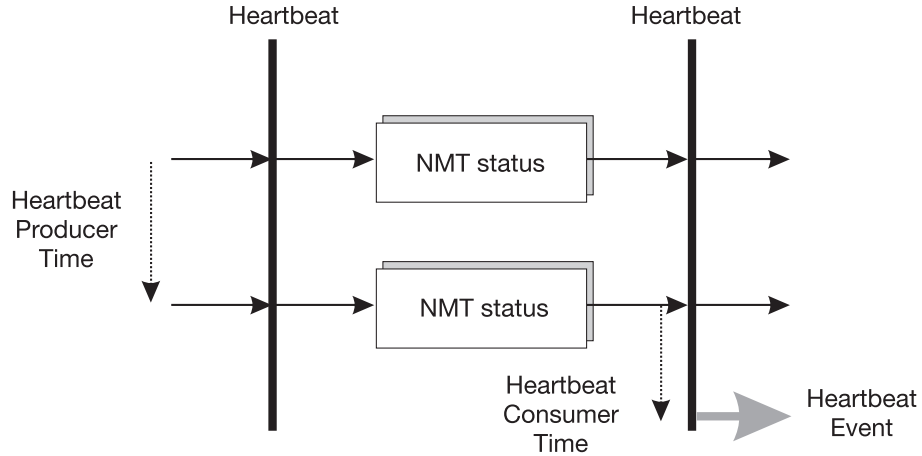 Heartbeat
Heartbeat
NMT status
Heartbeat
Producer
Time
NMT status
Heartbeat
Consumer
Time
Heartbeat
Event